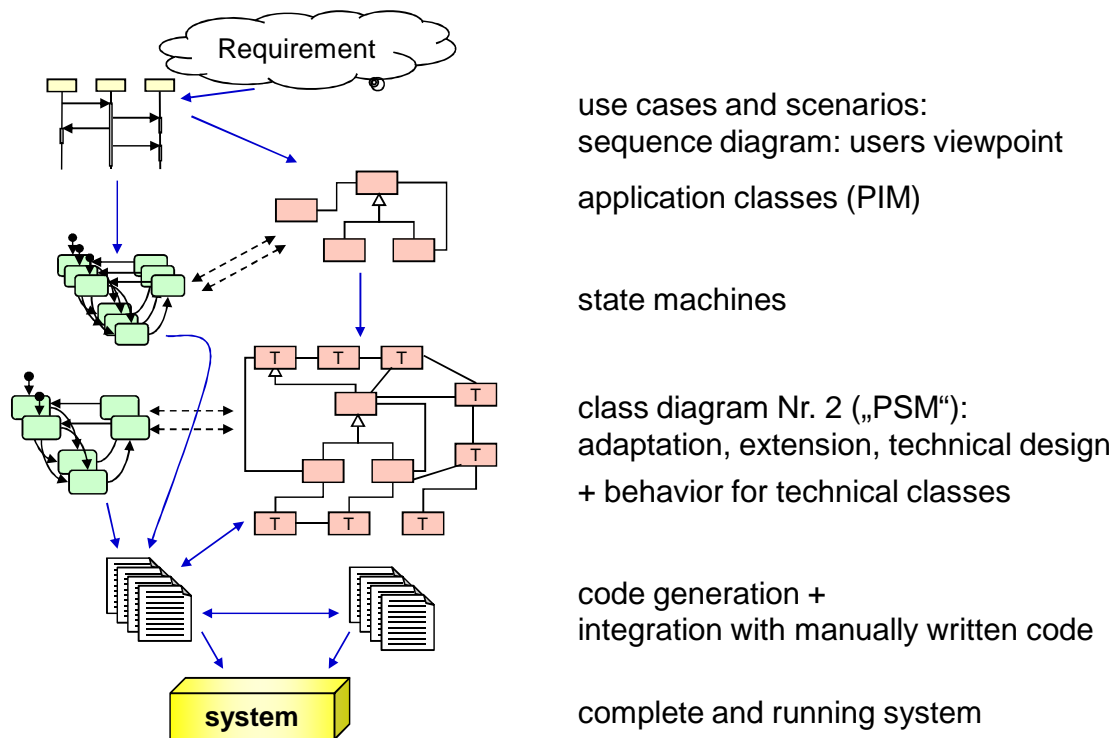 Requirement
use cases and scenarios:
sequence diagram: users viewpoint
application classes (PIM)
state machines
T T T
T
class diagram Nr. 2 („PSM“):
adaptation, extension, technical design
T
+ behavior for technical classes
T T T
code generation +
integration with manually written code
system
complete and running system